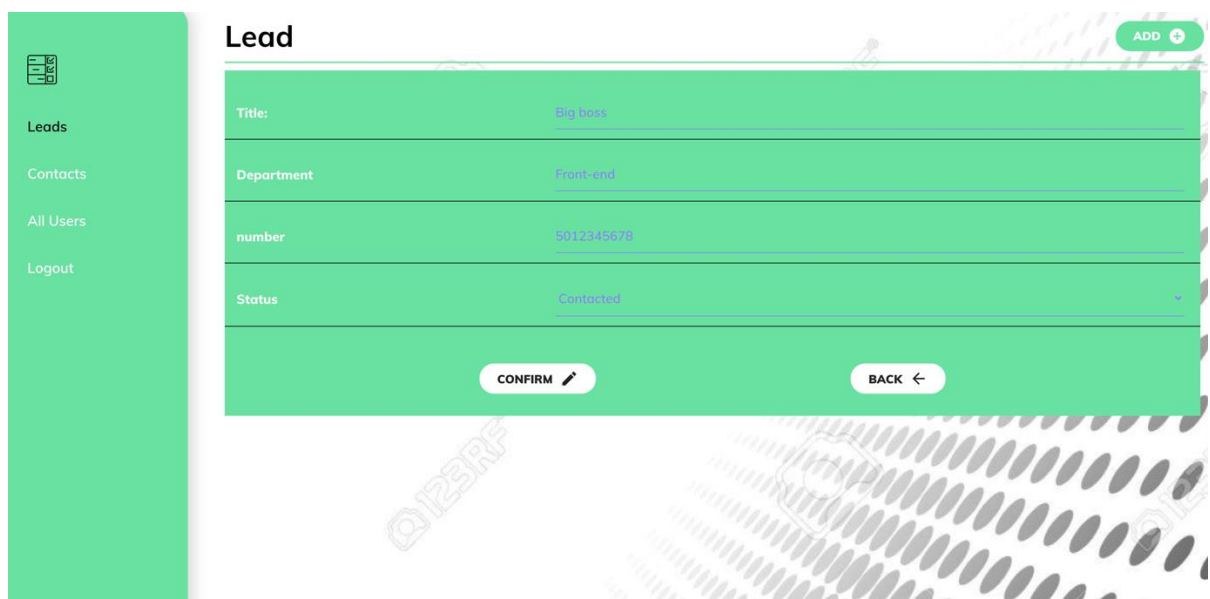 Lead
ADD
Leads
Contacts
All Users
Logout
Title: Big boss
Department Front-end
number 5012345678
Status Contacted
CONFIRM
BACK
123RF